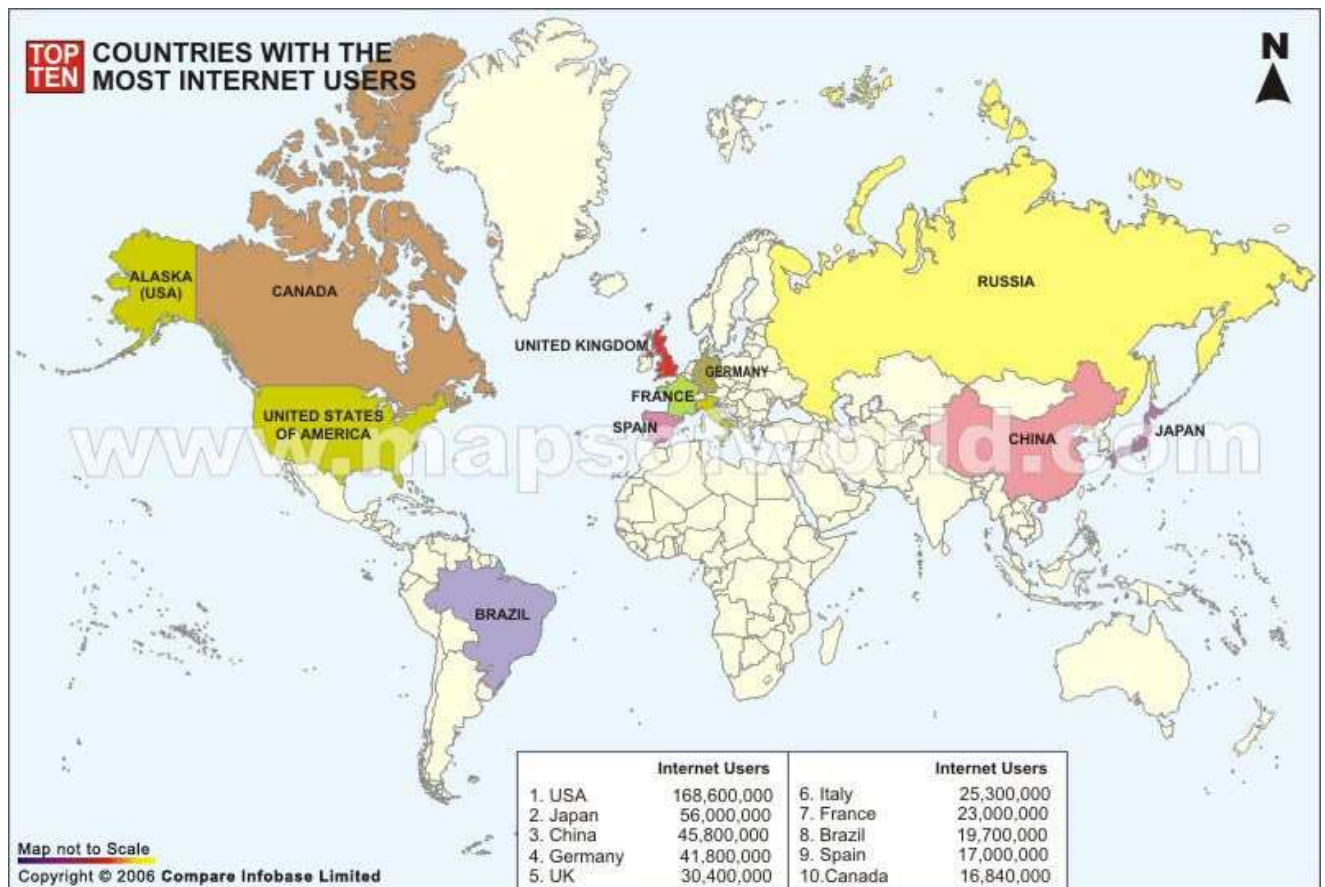 TOP
TEN
COUNTRIES WITH THE
MOST INTERNET USERS
N
ALASKA
(USA)
CANADA
RUSSIA
UNITED KINGDOM
GERMANY
FRANCE
UNITED STATES
OF AMERICA
SPAIN
CHINA
JAPAN
www.mapsofworld.com
BRAZIL
Internet Users
1. USA 168,600,000
2. Japan 56,000,000
3. China 45,800,000
4. Germany 41,800,000
5. UK 30,400,000
Internet Users
6. Italy 25,300,000
7. France 23,000,000
8. Brazil 19,700,000
9. Spain 17,000,000
10.Canada 16,840,000
Map not to Scale
Copyright © 2006 Compare Infobase Limited